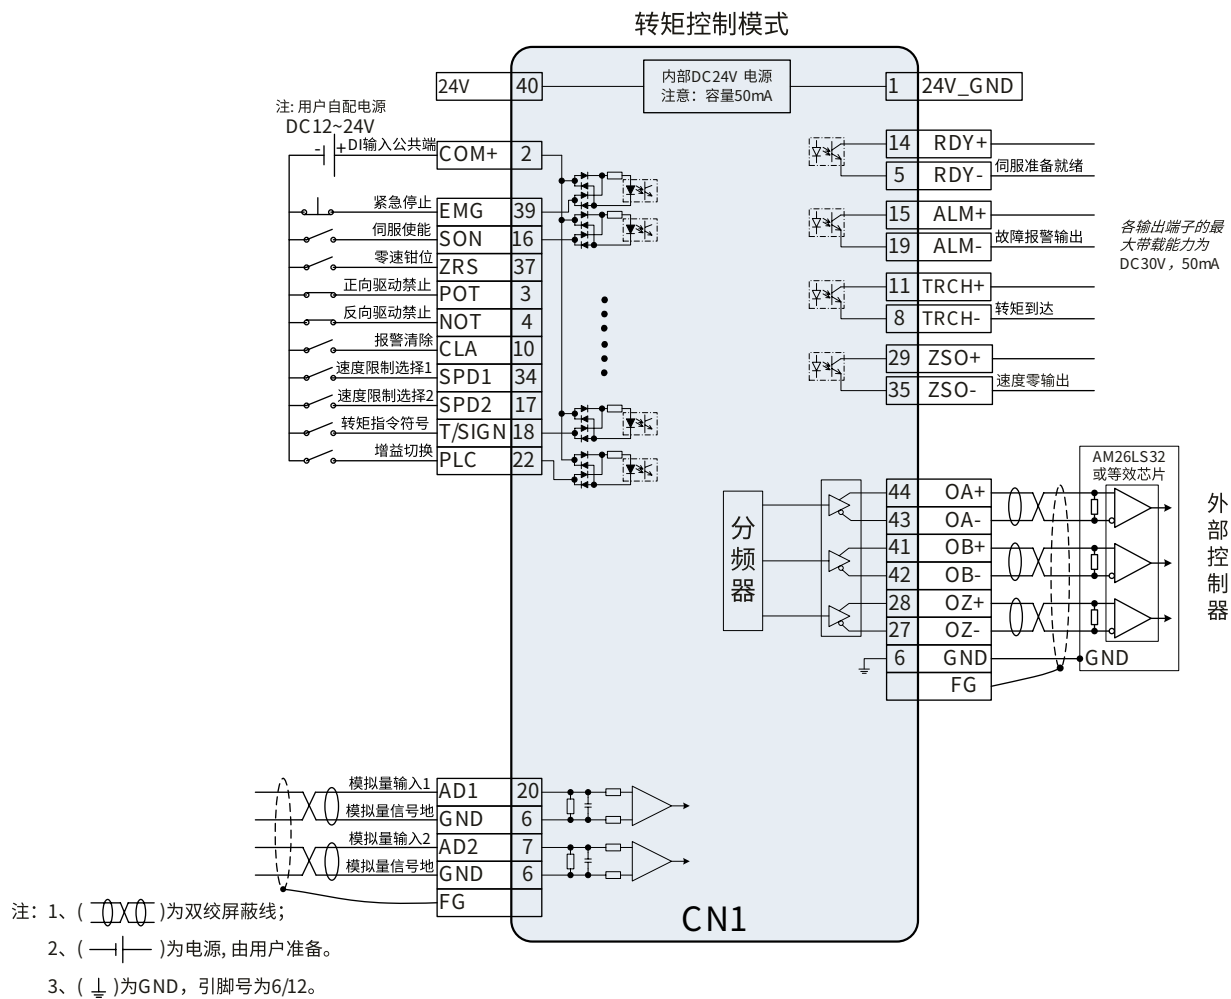 转矩控制模式
24V 40
内部DC24V 电源
注意：容量50mA
1 24V_GND
注: 用户自配电源
DC12~24V
- + DI输入公共端 COM+ 2
紧急停止 EMG 39
伺服使能 SON 16
零速钳位 ZRS 37
正向驱动禁止 POT 3
反向驱动禁止 NOT 4
报警清除 CLA 10
速度限制选择1 SPD1 34
速度限制选择2 SPD2 17
转矩指令符号 T/SIGN 18
增益切换 PLC 22
14 RDY+
5 RDY- 伺服准备就绪
15 ALM+
19 ALM- 故障报警输出
11 TRCH+
8 TRCH- 转矩到达
29 ZSO+
35 ZSO- 速度零输出
各输出端子的最
大带载能力为
DC30V，50mA
分频器
44 OA+
43 OA-
41 OB+
42 OB-
28 OZ+
27 OZ-
6 GND
FG
AM26LS32
或等效芯片
GND
外部控制器
模拟量输入1 AD1 20
模拟量信号地 GND 6
模拟量输入2 AD2 7
模拟量信号地 GND 6
FG
CN1
注：1、( )为双绞屏蔽线；
2、( )为电源, 由用户准备。
3、( )为GND，引脚号为6/12。